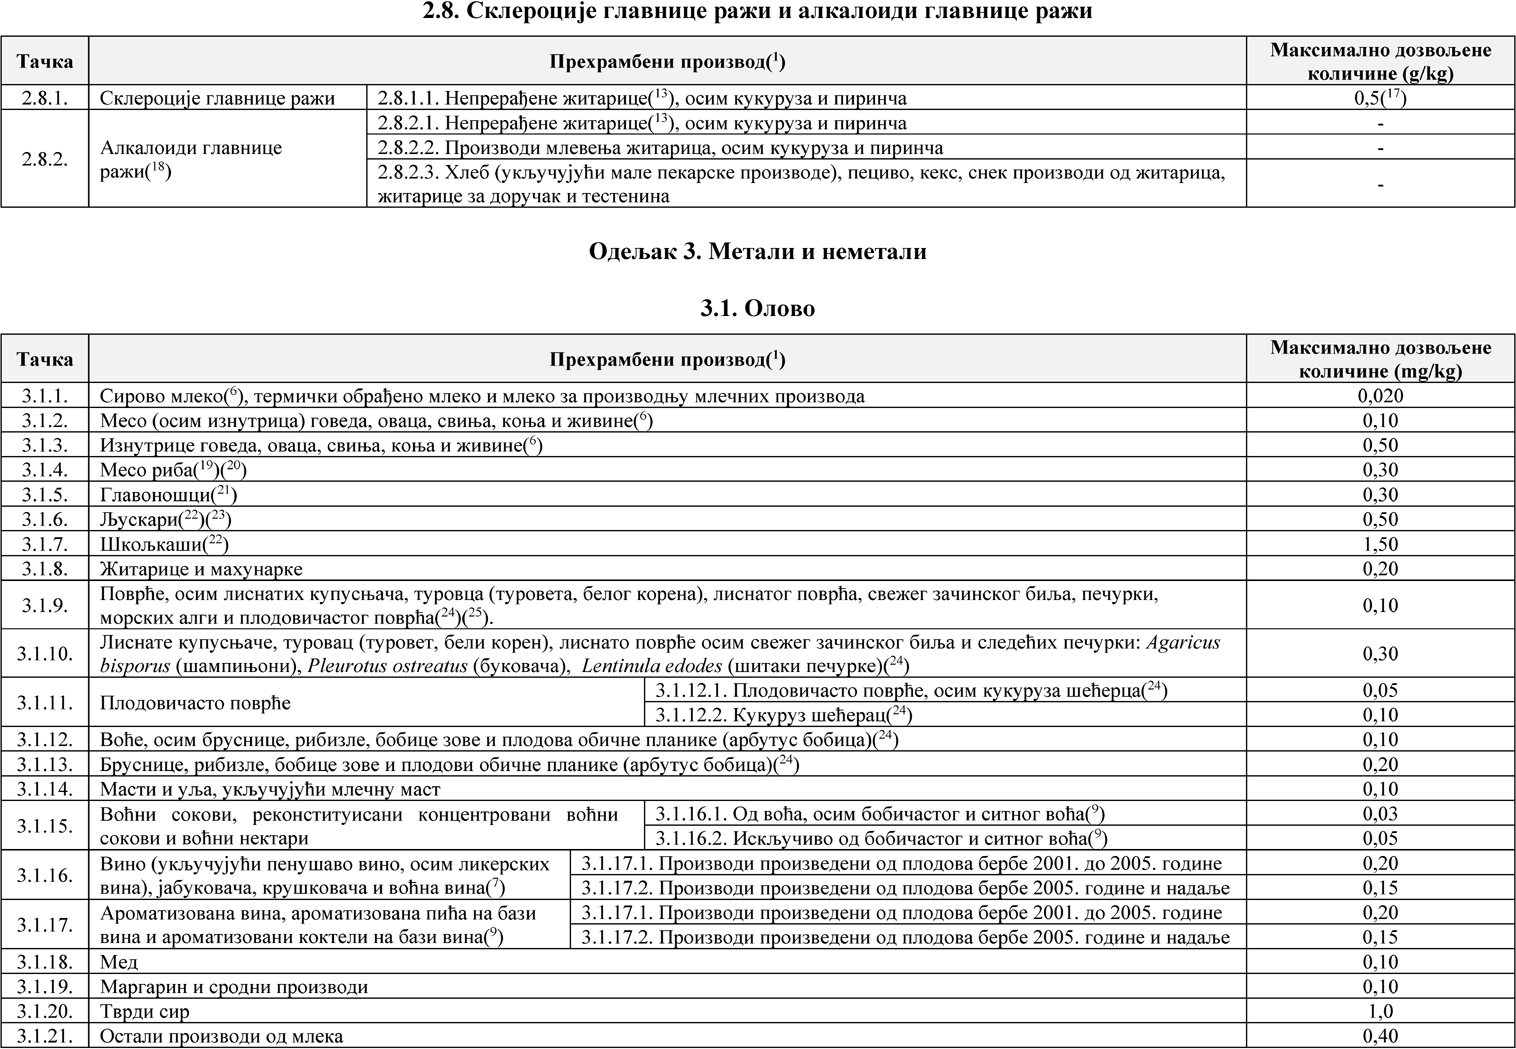 2.8. Склероције главнице ражи и алкалоиди главнице ражи
Тачка Прехрамбени производ(¹) Максимално дозвољене
количине (g/kg)
2.8.1. Склероције главнице ражи 2.8.1.1. Непрерађене житарице(¹³), осим кукуруза и пиринча 0,5(¹⁷)
2.8.2. Алкалоиди главнице
ражи(¹⁸)
2.8.2.1. Непрерађене житарице(¹³), осим кукуруза и пиринча -
2.8.2.2. Производи млевења житарица, осим кукуруза и пиринча -
2.8.2.3. Хлеб (укључујући мале пекарске производе), пециво, кекс, снек производи од житарица,
житарице за доручак и тестенина -
Одељак 3. Метали и неметали
3.1. Олово
Тачка Прехрамбени производ(¹) Максимално дозвољене
количине (mg/kg)
3.1.1. Сирово млеко(⁶), термички обрађено млеко и млеко за производњу млечних производа 0,020
3.1.2. Месо (осим изнутрица) говеда, оваца, свиња, коња и живине(⁶) 0,10
3.1.3. Изнутрице говеда, оваца, свиња, коња и живине(⁶) 0,50
3.1.4. Месо риба(¹⁹)(²⁰) 0,30
3.1.5. Главоношци(²¹) 0,30
3.1.6. Љускари(²²)(²³) 0,50
3.1.7. Шкољкаши(²²) 1,50
3.1.8. Житарице и махунарке 0,20
3.1.9. Поврће, осим лиснатих купусњача, туровца (туровета, белог корена), лиснатог поврћа, свежег зачинског биља, печурки,
морских алги и плодовичастог поврћа(²⁴)(²⁵). 0,10
3.1.10. Лиснате купусњаче, туровац (туровет, бели корен), лиснато поврће осим свежег зачинског биља и следећих печурки: Agaricus
bisporus (шампињони), Pleurotus ostreatus (буковача), Lentinula edodes (шитаки печурке)(²⁴) 0,30
3.1.11. Плодовичасто поврће 3.1.12.1. Плодовичасто поврће, осим кукуруза шећерца(²⁴) 0,05
3.1.12.2. Кукуруз шећерац(²⁴) 0,10
3.1.12. Воће, осим бруснице, рибизле, бобице зове и плодова обичне планике (арбутус бобица)(²⁴) 0,10
3.1.13. Бруснице, рибизле, бобице зове и плодови обичне планике (арбутус бобица)(²⁴) 0,20
3.1.14. Масти и уља, укључујући млечну маст 0,10
3.1.15. Воћни сокови, реконституисани концентровани воћни
сокови и воћни нектари
3.1.16.1. Од воћа, осим бобичастог и ситног воћа(⁹) 0,03
3.1.16.2. Искључиво од бобичастог и ситног воћа(⁹) 0,05
3.1.16. Вино (укључујући пенушаво вино, осим ликерских
вина), јабуковача, крушковача и воћна вина(⁷)
3.1.17.1. Производи произведени од плодова бербе 2001. до 2005. године 0,20
3.1.17.2. Производи произведени од плодова бербе 2005. године и надаље 0,15
3.1.17. Ароматизована вина, ароматизована пића на бази
вина и ароматизовани коктели на бази вина(⁹)
3.1.17.1. Производи произведени од плодова бербе 2001. до 2005. године 0,20
3.1.17.2. Производи произведени од плодова бербе 2005. године и надаље 0,15
3.1.18. Мед 0,10
3.1.19. Маргарин и сродни производи 0,10
3.1.20. Тврди сир 1,0
3.1.21. Остали производи од млека 0,40